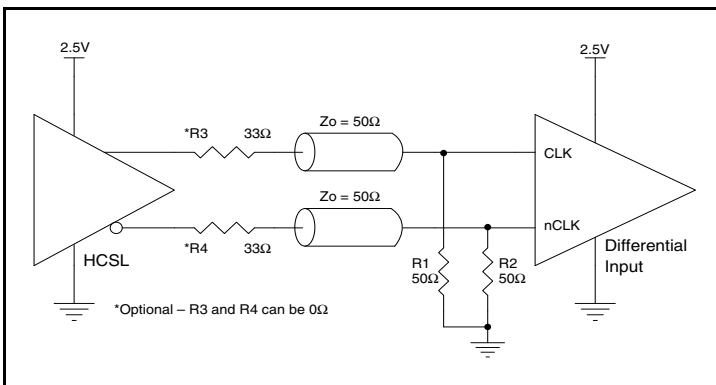 2.5V
2.5V
*R3 33Ω
Zo = 50Ω
CLK
Zo = 50Ω
*R4 33Ω
nCLK
HCSL
R1
50Ω
R2
50Ω
Differential
Input
*Optional – R3 and R4 can be 0Ω